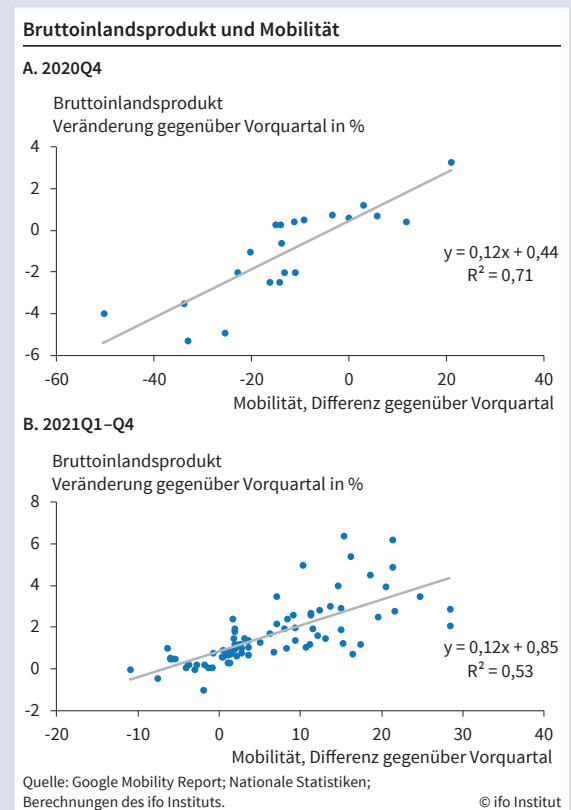 Bruttoinlandsprodukt und Mobilität
A. 2020Q4
Bruttoinlandsprodukt
Veränderung gegenüber Vorquartal in %
4
2
0
-2
-4
-6
y = 0,12x + 0,44
R² = 0,71
-60 -40 -20 0 20 40
Mobilität, Differenz gegenüber Vorquartal
B. 2021Q1–Q4
Bruttoinlandsprodukt
Veränderung gegenüber Vorquartal in %
8
6
4
2
0
-2
y = 0,12x + 0,85
R² = 0,53
-20 -10 0 10 20 30 40
Mobilität, Differenz gegenüber Vorquartal
Quelle: Google Mobility Report; Nationale Statistiken;
Berechnungen des ifo Instituts. © ifo Institut